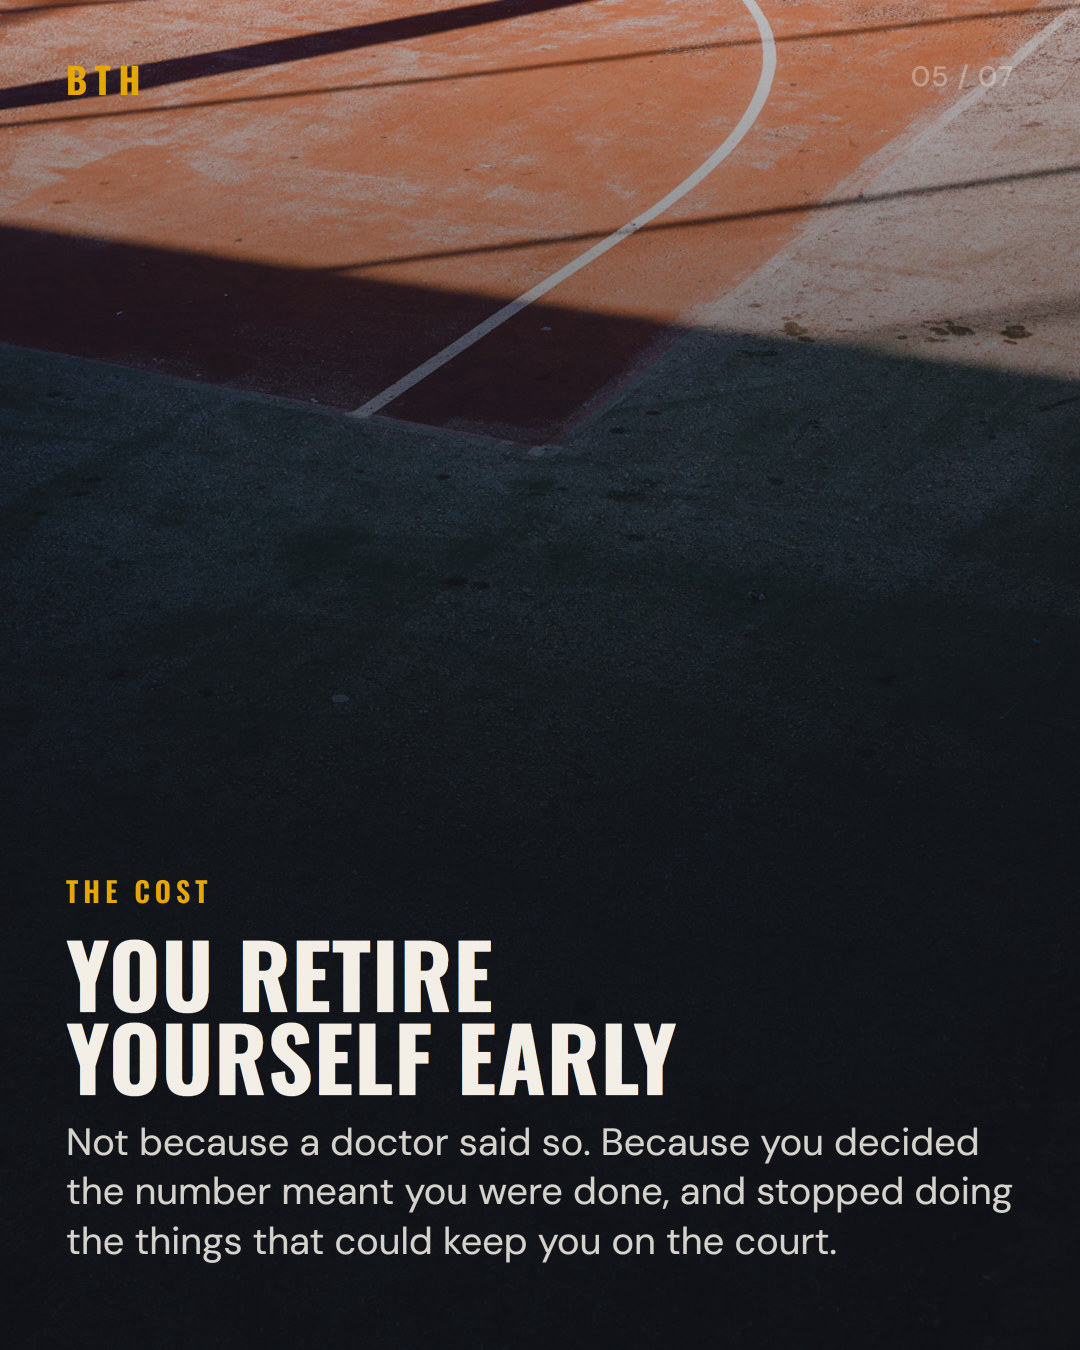 BTH
05 / 07
THE COST
YOU RETIRE
YOURSELF EARLY
Not because a doctor said so. Because you decided
the number meant you were done, and stopped doing
the things that could keep you on the court.